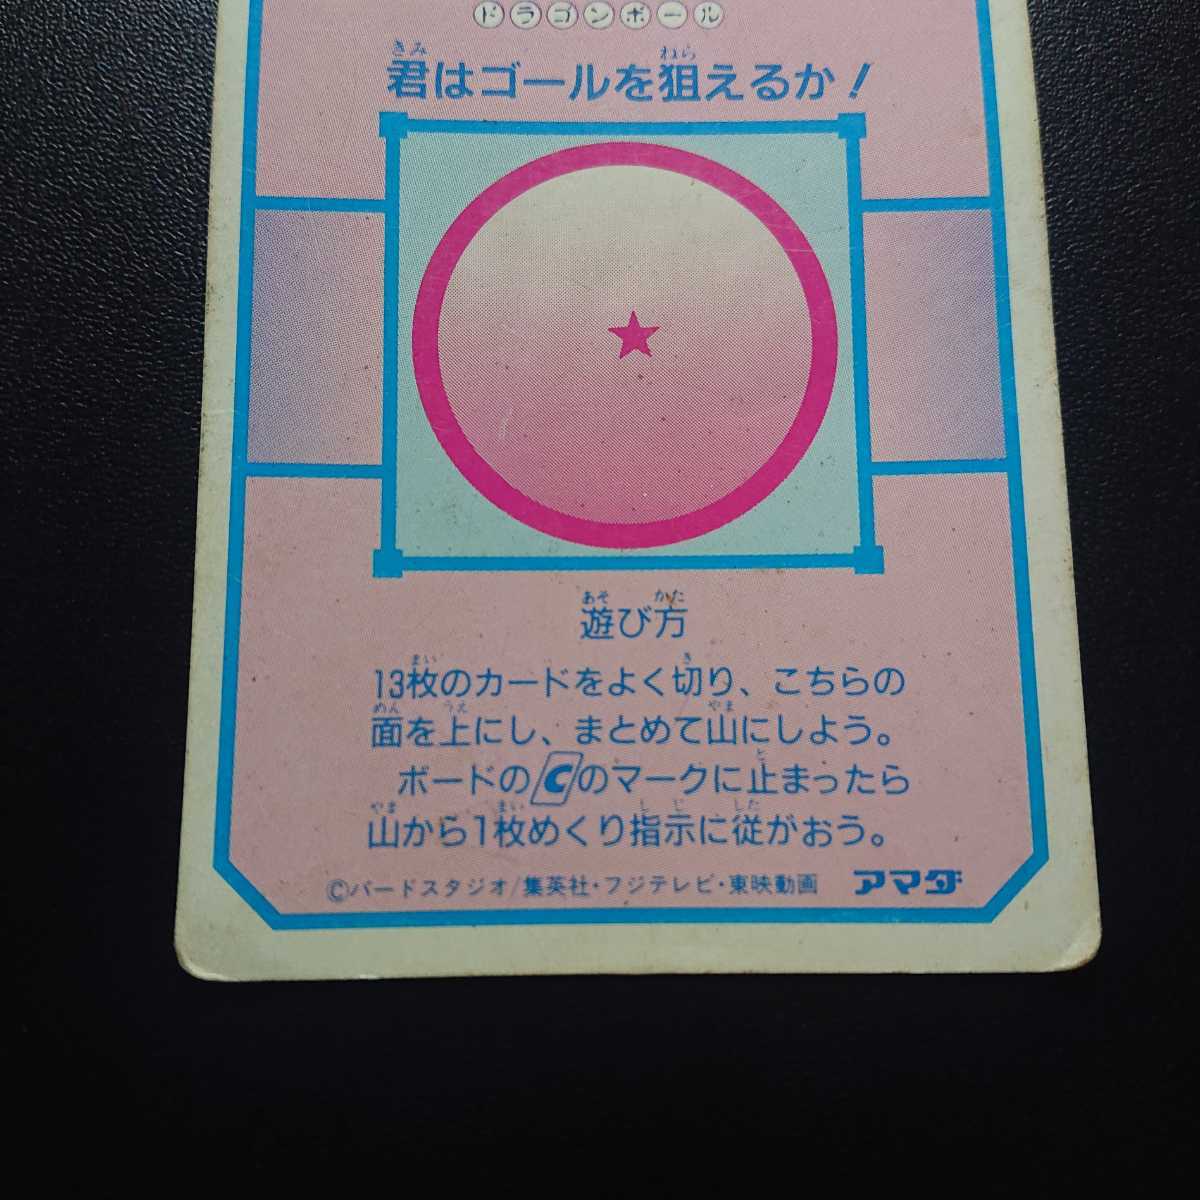 ドラゴンボール
君はゴールを狙えるか！
遊び方
13枚のカードをよく切り、こちらの
面を上にし、まとめて山にしよう。
ボードのCのマークに止まったら
山から1枚めくり指示に従がおう。
©バードスタジオ/集英社・フジテレビ・東映動画 アマダ